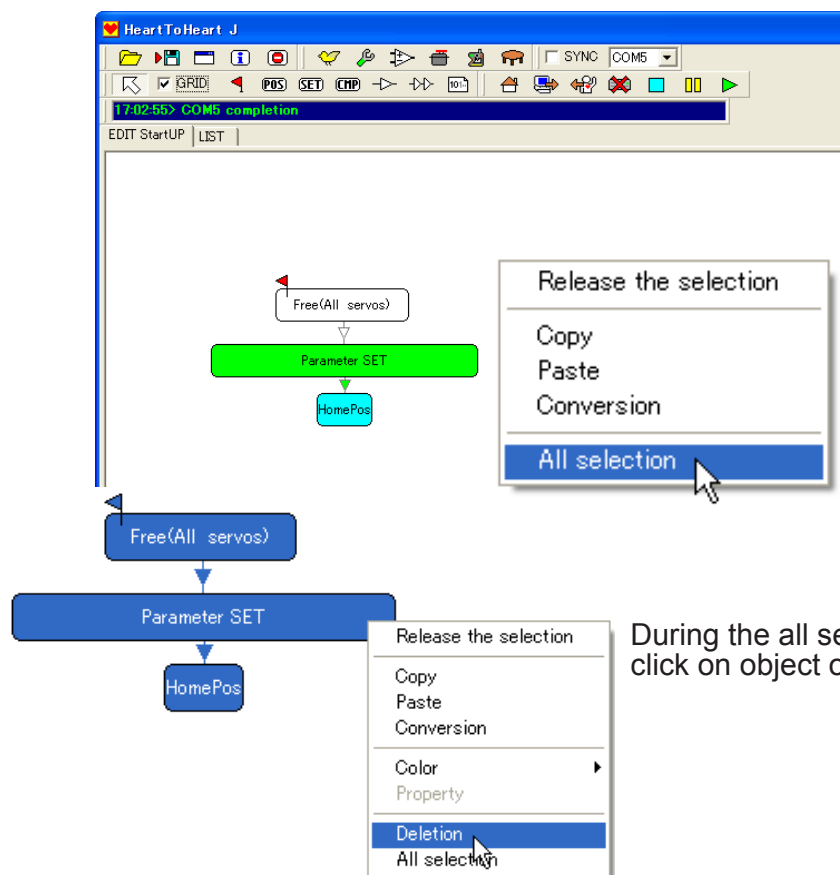 HeartToHeart J
SYNC COM5
GRID POS SET CMP
17:02:55> COM5 completion
EDIT StartUP LIST
Free(All servos)
Parameter SET
HomePos
Release the selection
Copy
Paste
Conversion
All selection
Free(All servos)
Parameter SET
HomePos
Release the selection
Copy
Paste
Conversion
Color
Property
Deletion
All selection
During the all
click on object